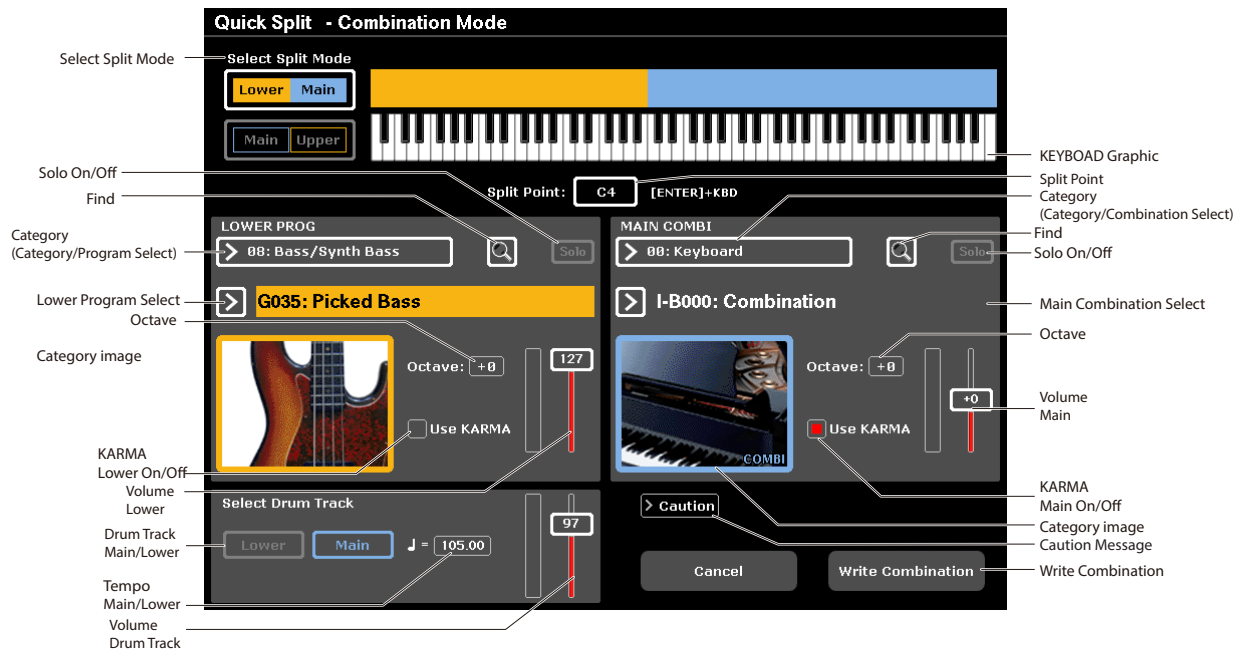 Quick Split - Combination Mode
Select Split Mode
Select Split Mode
Lower Main
Main Upper
KEYBOAD Graphic
Solo On/Off
Split Point
Split Point: C4 [ENTER]+KBD
Find
Category
(Category/Combination Select)
LOWER PROG
MAIN COMBI
Find
Category
(Category/Program Select)
> 08: Bass/Synth Bass
Solo
> 00: Keyboard
Solo
Solo On/Off
Lower Program Select
> G035: Picked Bass
> I-B000: Combination
Main Combination Select
Octave
Octave
Category image
Octave: +0
127
Octave: +0
+0
Volume
Main
Use KARMA
COMBI
Use KARMA
KARMA
Lower On/Off
Volume
Lower
KARMA
Main On/Off
Select Drum Track
97
> Caution
Category image
Caution Message
Drum Track
Main/Lower
Lower Main ♩ = 105.00
Cancel
Write Combination
Write Combination
Tempo
Main/Lower
Volume
Drum Track